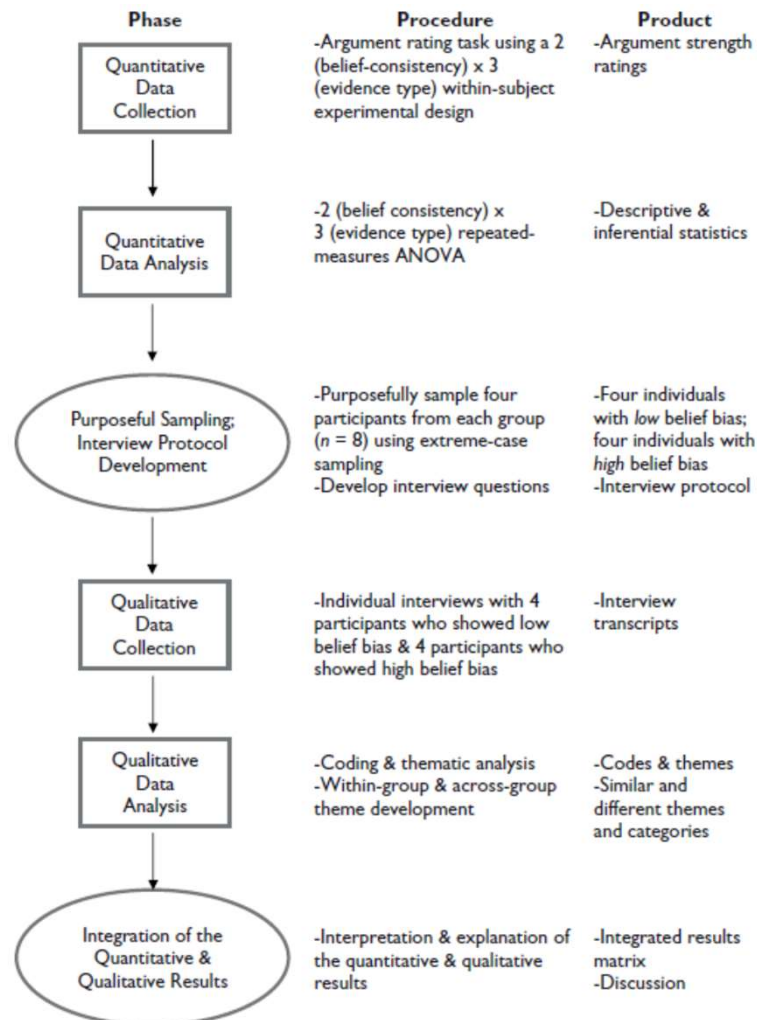 Phase
Procedure
Product
Quantitative
Data
Collection
-Argument rating task using a 2
(belief-consistency) x 3
(evidence type) within-subject
experimental design
-Argument strength
ratings
Quantitative
Data Analysis
-2 (belief consistency) x
3 (evidence type) repeated-
measures ANOVA
-Descriptive &
inferential statistics
Purposeful Sampling;
Interview Protocol
Development
-Purposefully sample four
participants from each group
(n = 8) using extreme-case
sampling
-Develop interview questions
-Four individuals
with low belief bias;
four individuals with
high belief bias
-Interview protocol
Qualitative
Data
Collection
-Individual interviews with 4
participants who showed low
belief bias & 4 participants who
showed high belief bias
-Interview
transcripts
Qualitative
Data
Analysis
-Coding & thematic analysis
-Within-group & across-group
theme development
-Codes & themes
-Similar and
different themes
and categories
Integration of the
Quantitative &
Qualitative Results
-Interpretation & explanation of
the quantitative & qualitative
results
-Integrated results
matrix
-Discussion